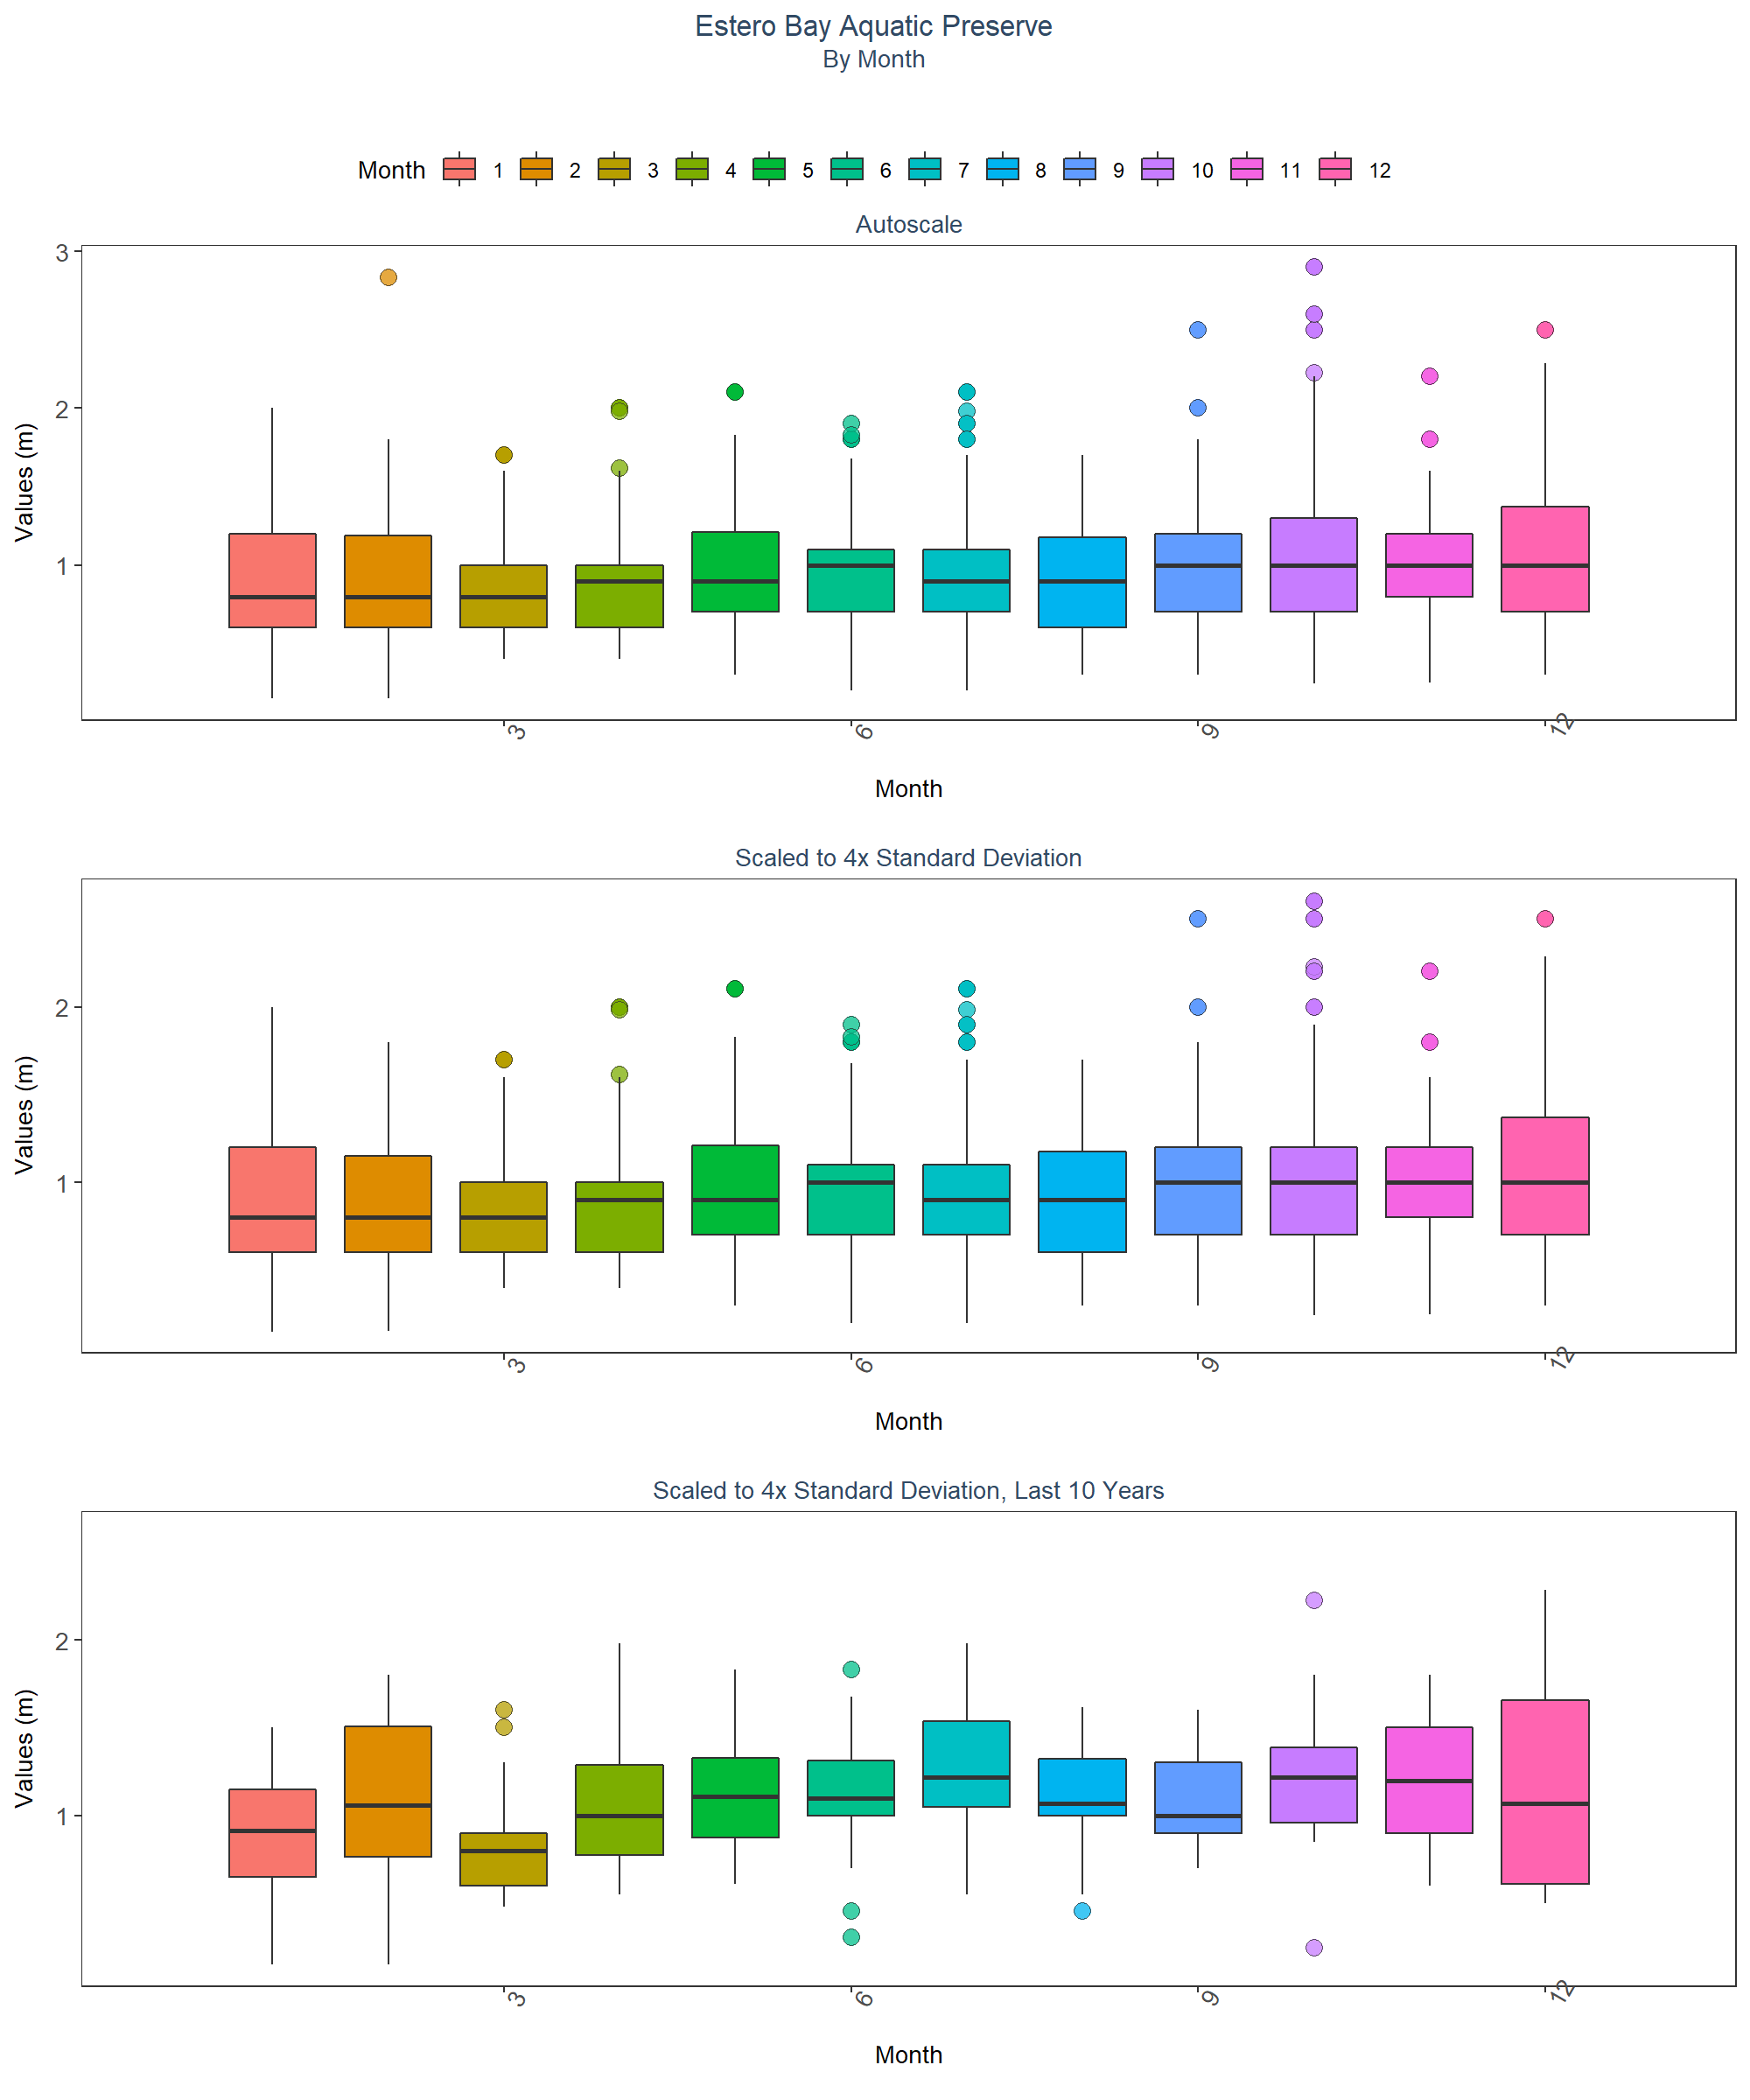 Estero Bay Aquatic Preserve
By Month
Month 1 2 3 4 5 6 7 8 9 10 11 12
Autoscale
3
2
1
Values (m)
3 6 9 12
Month
Scaled to 4x Standard Deviation
2
1
Values (m)
3 6 9 12
Month
Scaled to 4x Standard Deviation, Last 10 Years
2
1
Values (m)
3 6 9 12
Month